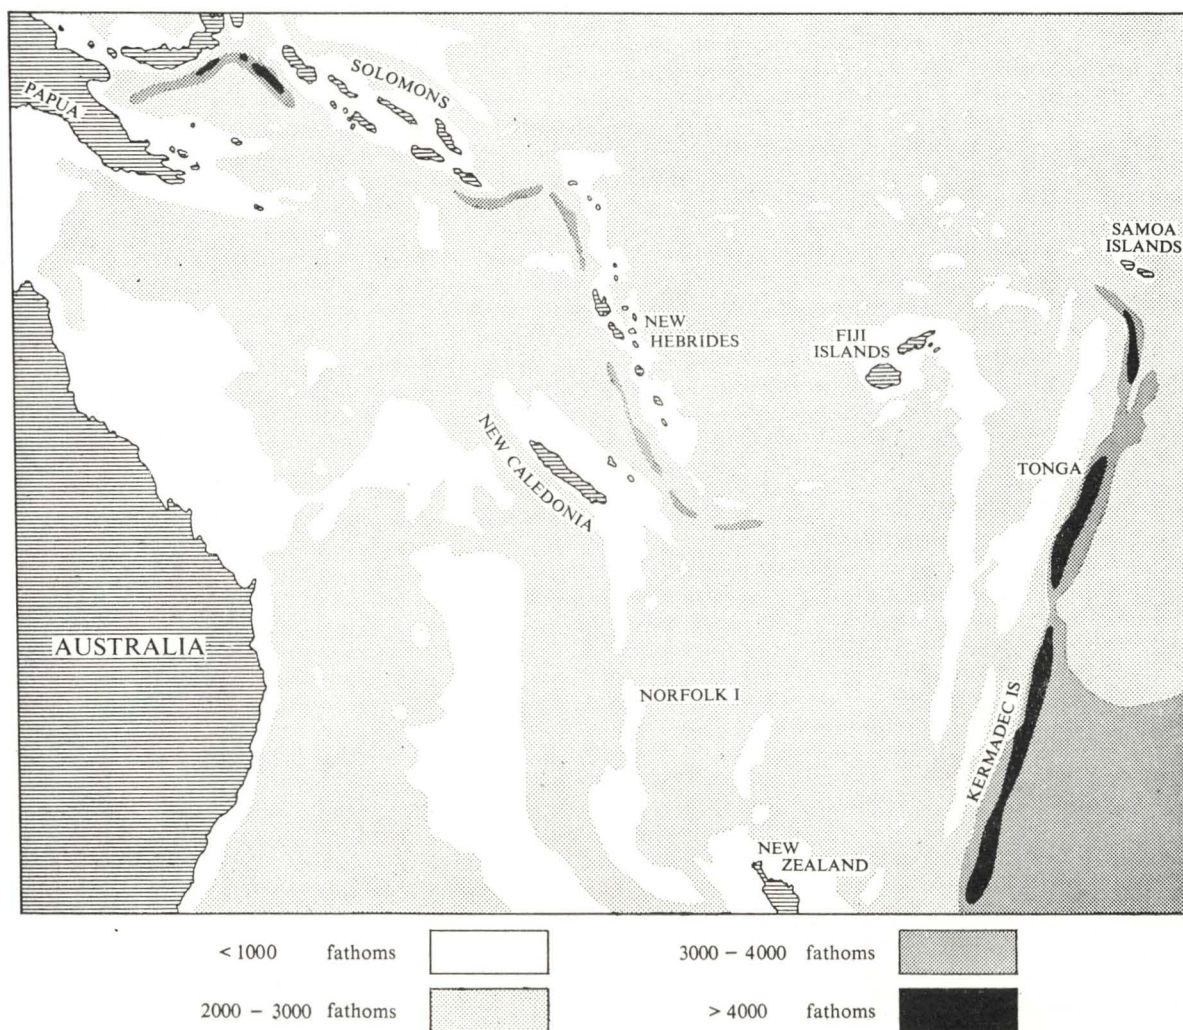 PAPUA
SOLOMONS
SAMOA
ISLANDS
NEW
HEBRIDES
FIJI
ISLANDS
NEW CALEDONIA
TONGA
AUSTRALIA
NORFOLK I
KERMADEC IS
NEW
ZEALAND
< 1000 fathoms
3000 – 4000 fathoms
2000 – 3000 fathoms
> 4000 fathoms